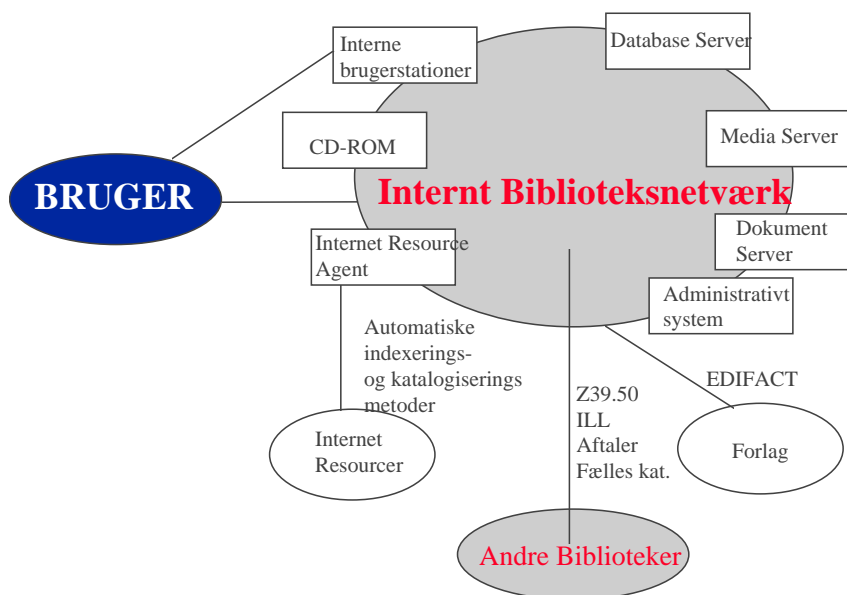 Interne
brugerstationer
Database Server
CD-ROM
Media Server
BRUGER
Internt Biblioteksnetværk
Internet Resource
Agent
Dokument
Server
Administrativt
system
Automatiske
indexerings-
og katalogiserings
metoder
EDIFACT
Z39.50
ILL
Aftaler
Fælles kat.
Internet
Resourcer
Forlag
Andre Biblioteker